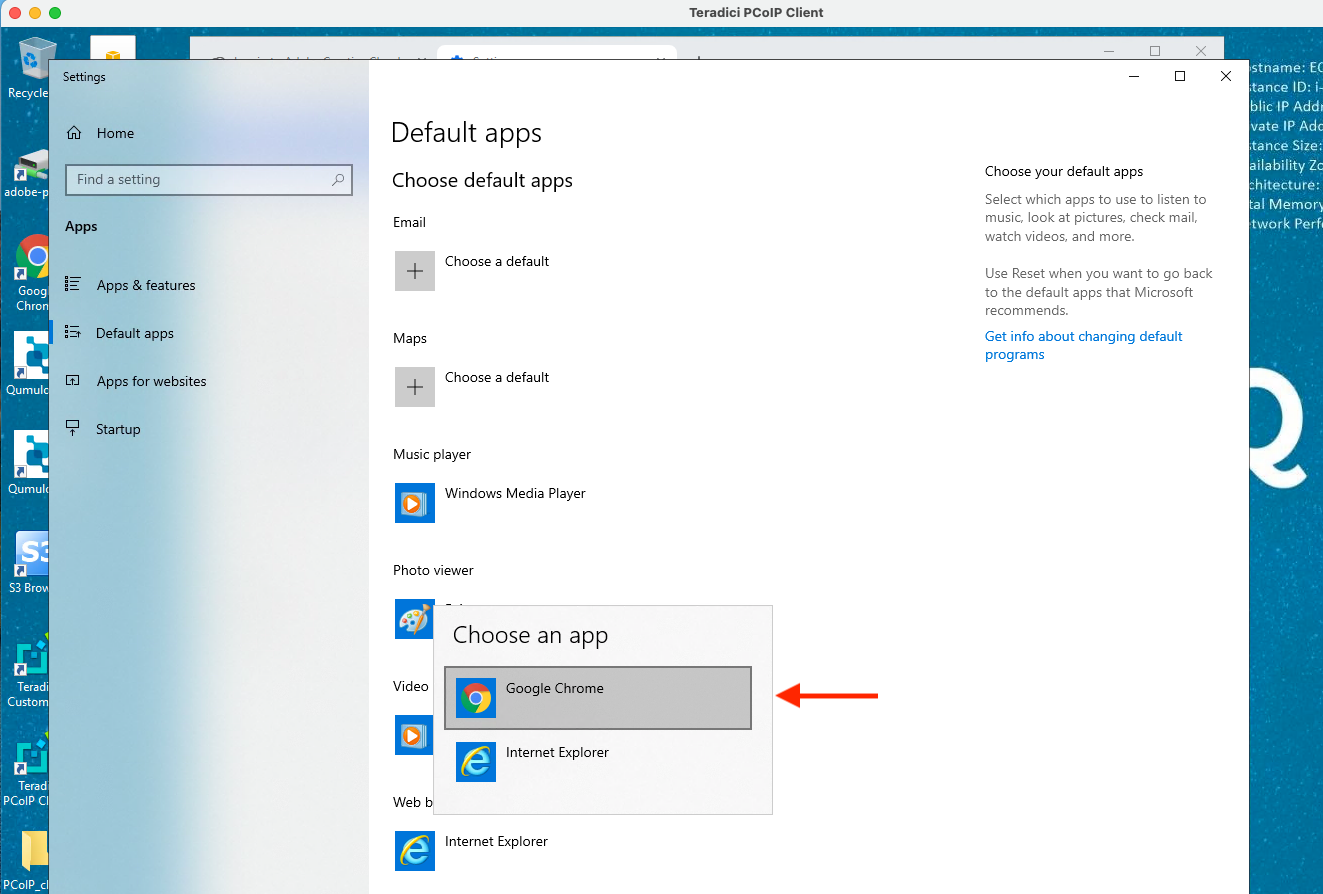 Teradici PCoIP Client
Recycle
adobe-p
Chron
Qumulo
Qumulo
S3
S3 Brow
Teradi
Custom
Teradi
PCoIP Cl
PCoIP_cl
Settings
Home
Find a setting
Apps
Apps & features
Default apps
Apps for websites
Startup
Default apps
Choose default apps
Email
Choose a default
Maps
Choose a default
Music player
Windows Media Player
Photo viewer
Video
Choose an app
Google Chrome
Internet Explorer
Web b
Internet Explorer
Choose your default apps
Select which apps to use to listen to
music, look at pictures, check mail,
watch videos, and more.
Use Reset when you want to go back
to the default apps that Microsoft
recommends.
Get info about changing default
programs
stname: EC
stance ID: i-
blic IP Addr
ivate IP Add
stance Size:
ailability Zo
chitecture:
tal Memory
etwork Perfo